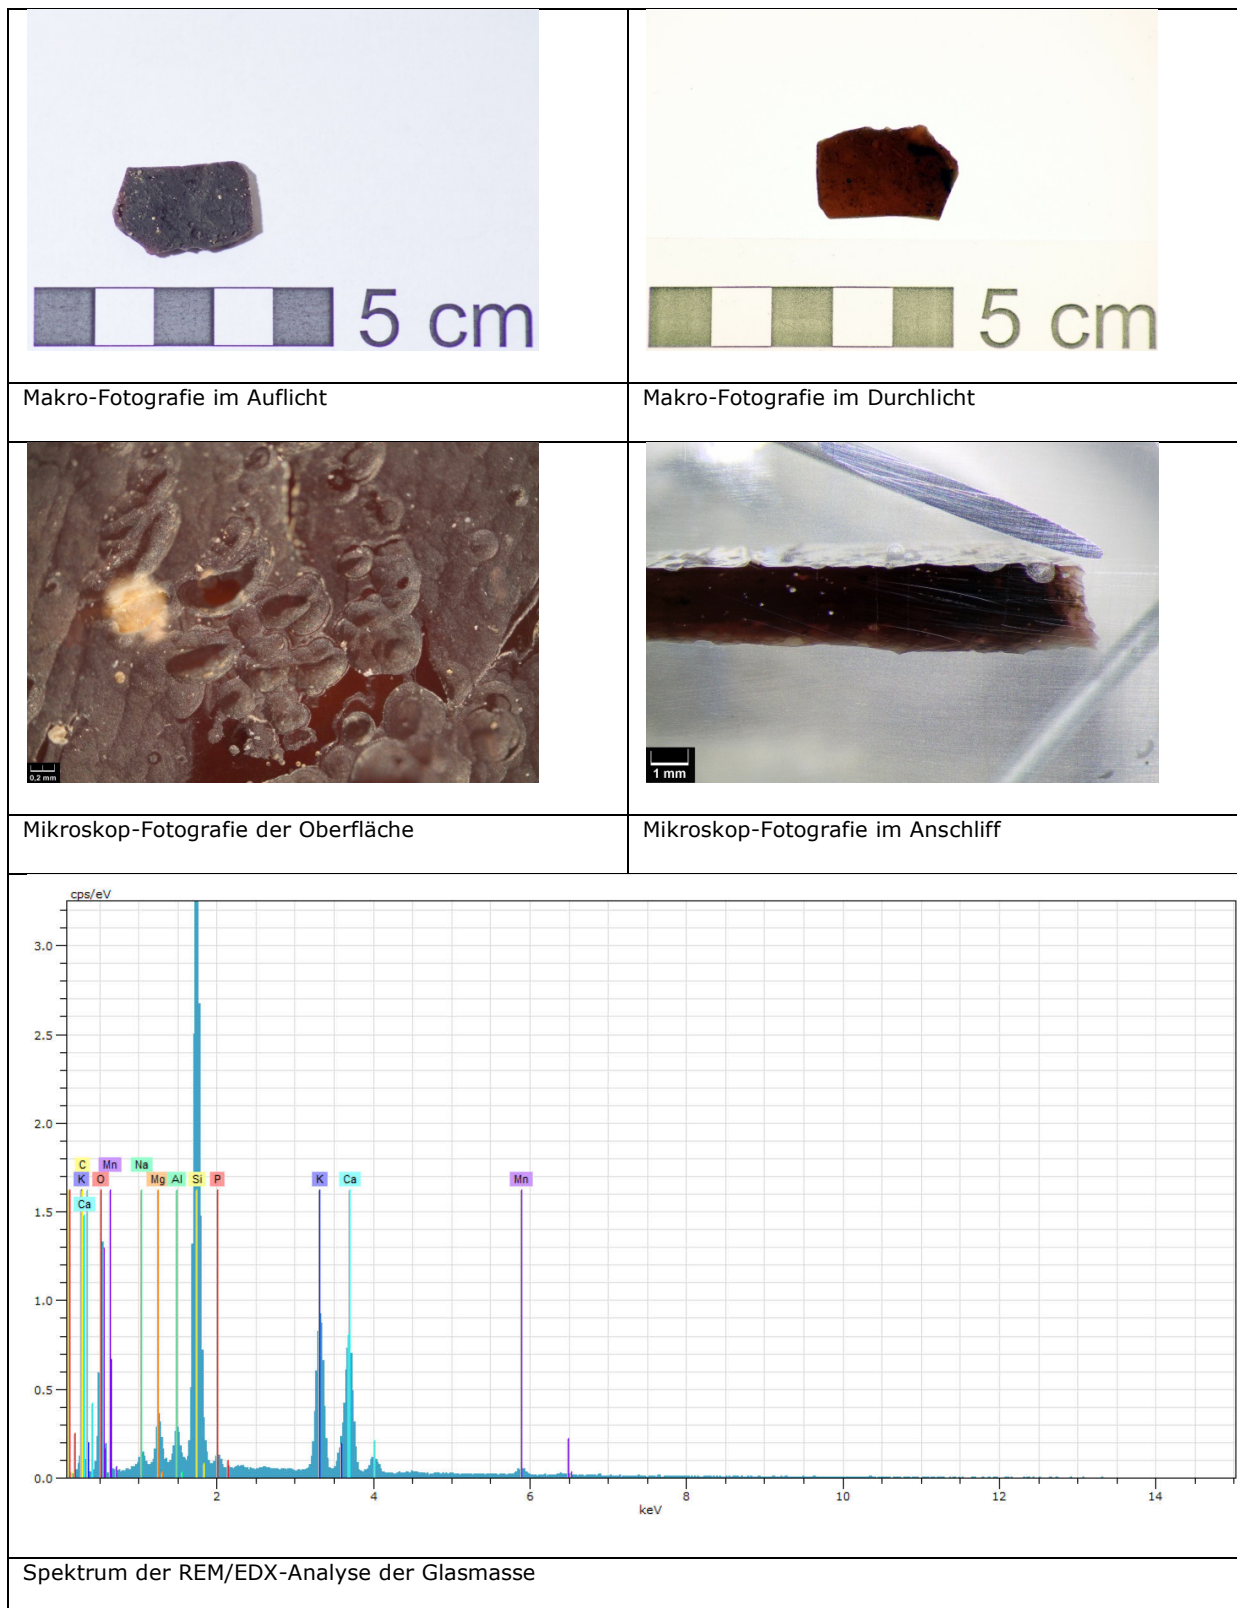 5 cm
5 cm
Makro-Fotografie im Auflicht
Makro-Fotografie im Durchlicht
0,2 mm
1 mm
Mikroskop-Fotografie der Oberfläche
Mikroskop-Fotografie im Anschliff
cps/eV
3.0
2.5
2.0
C Mn Na
K O Mg Al Si P K Ca Mn
Ca
1.5
1.0
0.5
0.0
2 4 6 8 10 12 14
keV
Spektrum der REM/EDX-Analyse der Glasmasse